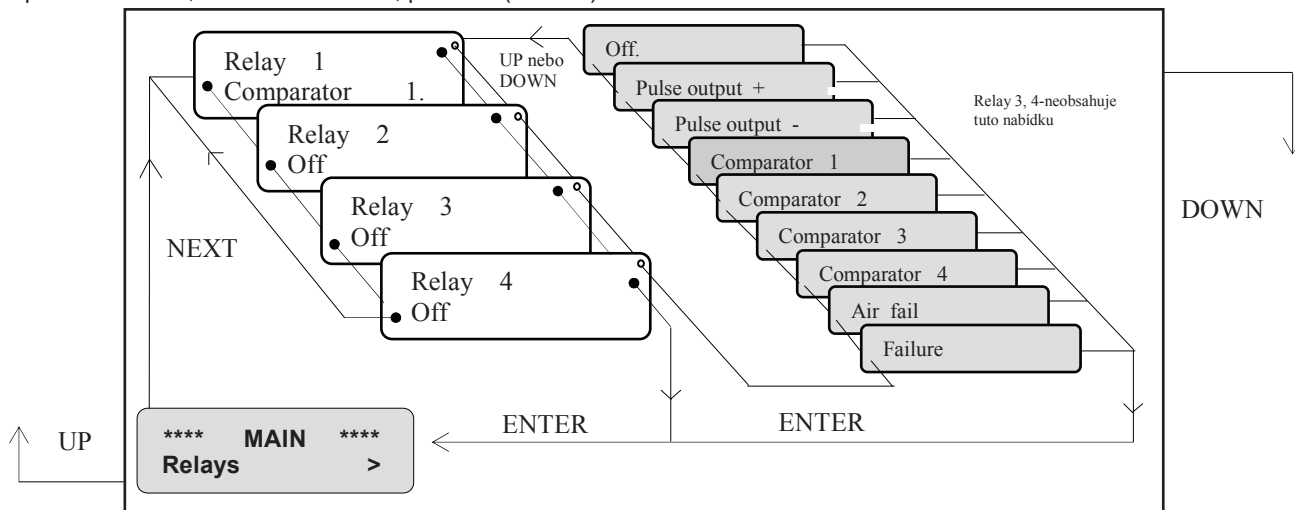 Relay 1
Comparator 1.
Relay 2
Off
Relay 3
Off
Relay 4
Off
UP nebo
DOWN
Off.
Pulse output +
Pulse output -
Comparator 1
Comparator 2
Comparator 3
Comparator 4
Air fail
Failure
Relay 3, 4-neobsahuje
tuto nabídku
DOWN
NEXT
ENTER
ENTER
UP
**** MAIN ****
Relays >